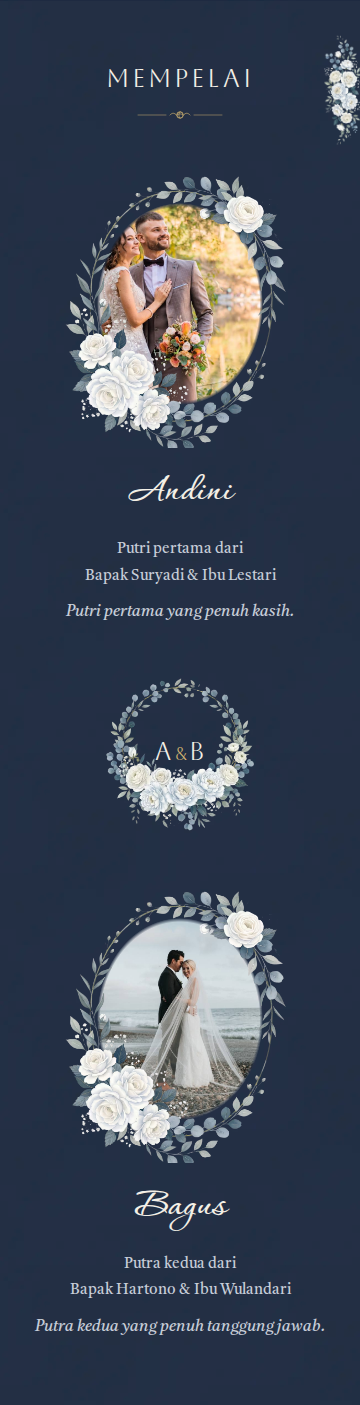 MEMPELAI
Andini
Putri pertama dari
Bapak Suryadi & Ibu Lestari
Putri pertama yang penuh kasih.
A & B
Bagus
Putra kedua dari
Bapak Hartono & Ibu Wulandari
Putra kedua yang penuh tanggung jawab.